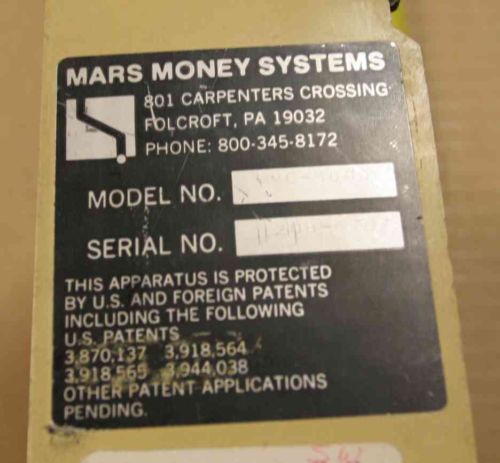 MARS MONEY SYSTEMS
801 CARPENTERS CROSSING
FOLCROFT, PA 19032
PHONE: 800-345-8172
MODEL NO.
SERIAL NO.
THIS APPARATUS IS PROTECTED
BY U.S. AND FOREIGN PATENTS
INCLUDING THE FOLLOWING
U.S. PATENTS
3,870,137 3,918,564
3,918,565 3,944,038
OTHER PATENT APPLICATIONS
PENDING.